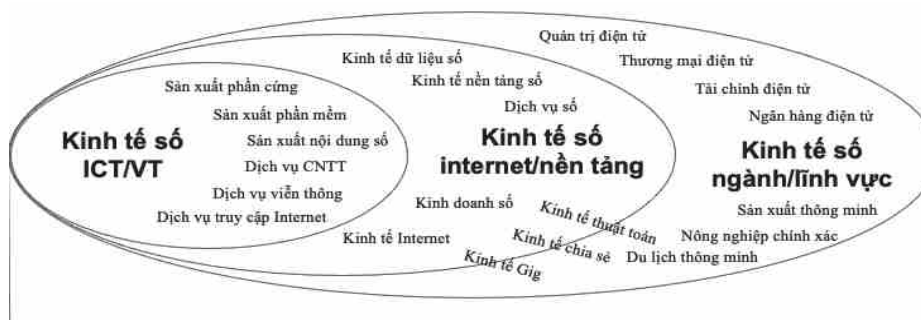 Quản trị điện tử
Kinh tế dữ liệu số
Thương mại điện tử
Sản xuất phần cứng
Kinh tế nền tảng số
Tài chính điện tử
Sản xuất phần mềm
Dịch vụ số
Ngân hàng điện tử
Kinh tế số
ICT/VT
Sản xuất nội dung số
Dịch vụ CNTT
Kinh tế số
internet/nền tảng
Kinh tế số
ngành/lĩnh vực
Dịch vụ viễn thông
Dịch vụ truy cập Internet
Kinh doanh số
Kinh tế thuật toán
Sản xuất thông minh
Kinh tế Internet
Kinh tế chia sẻ
Nông nghiệp chính xác
Kinh tế Gig
Du lịch thông minh